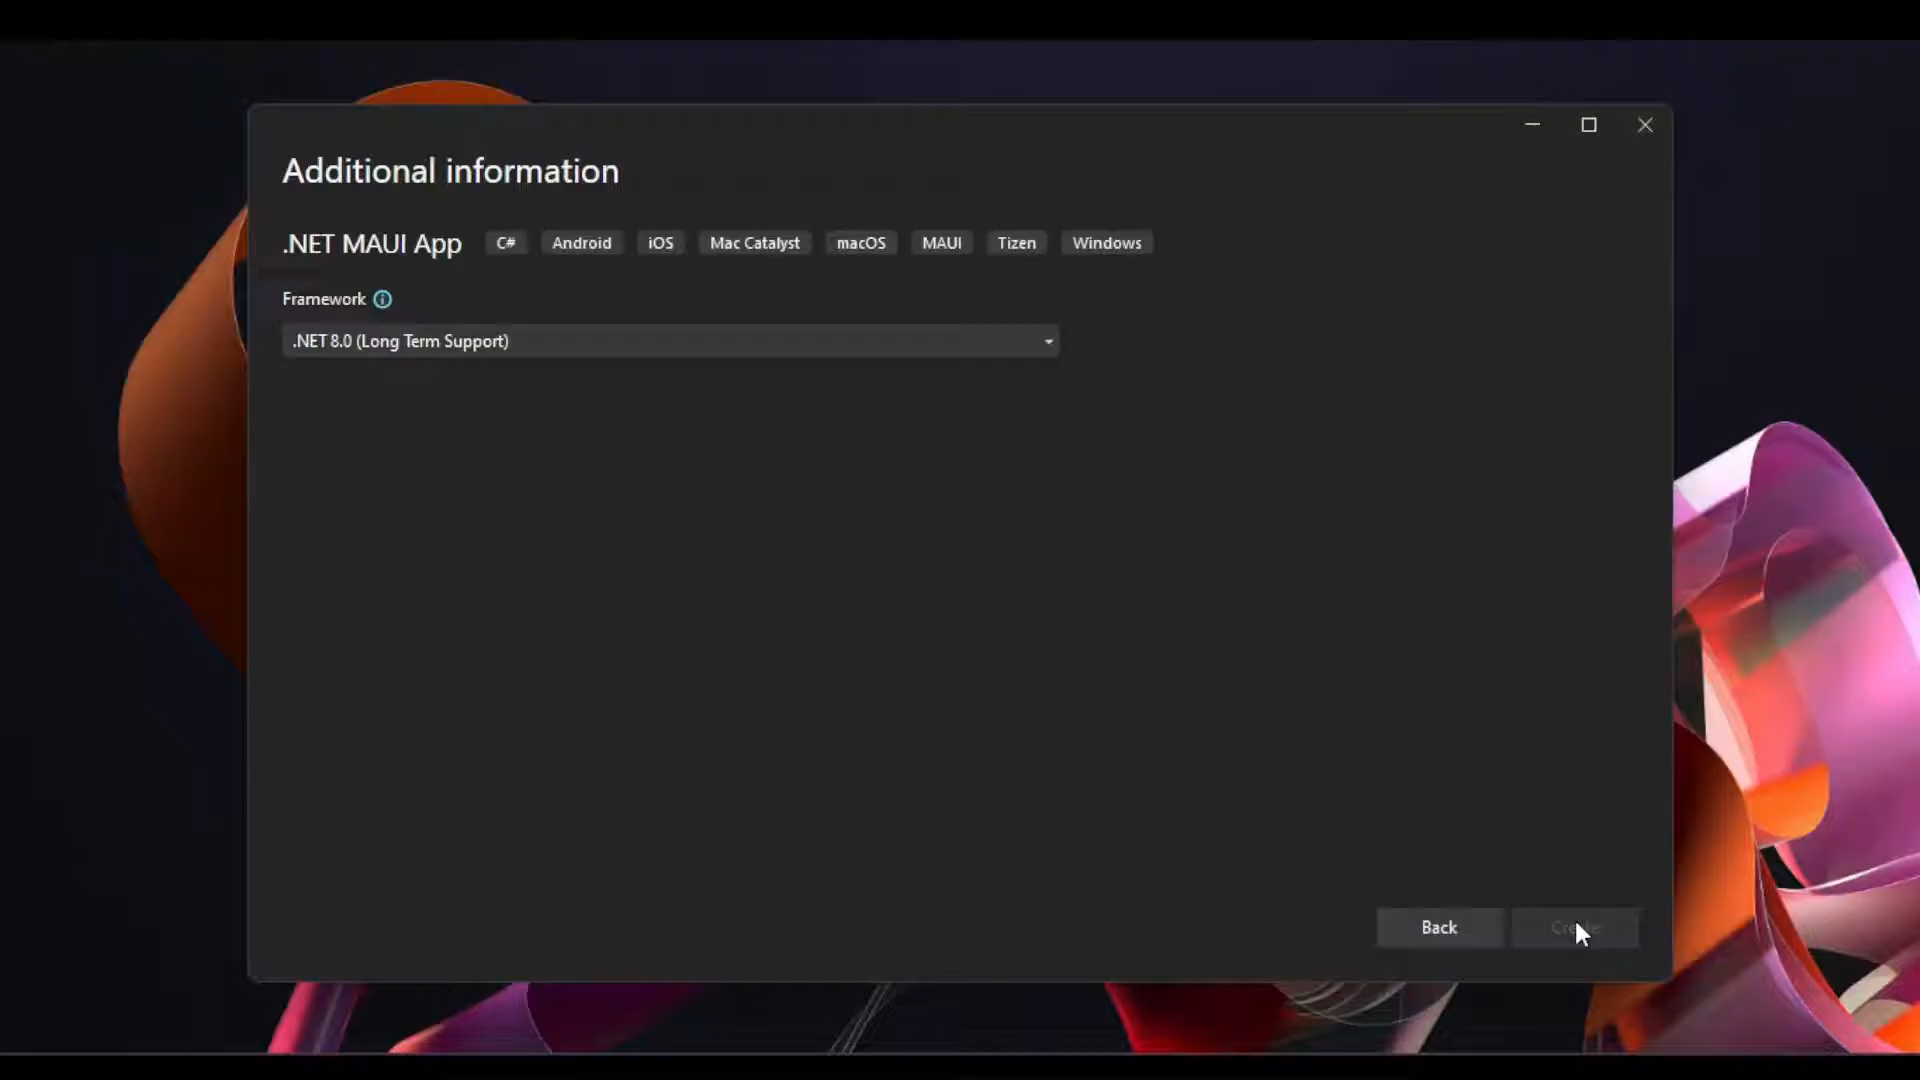 Additional information
.NET MAUI App C# Android iOS Mac Catalyst macOS MAUI Tizen Windows
Framework
.NET 8.0 (Long Term Support)
Back Create